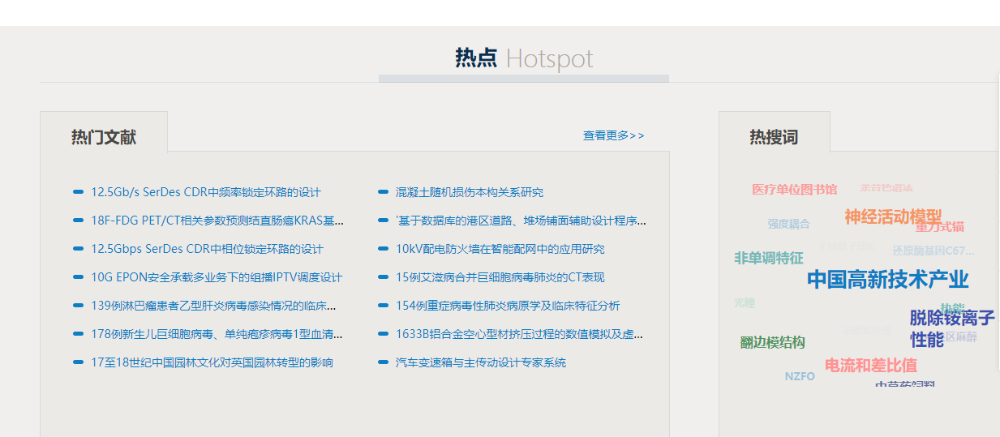 热点 Hotspot
热门文献
查看更多>>
12.5Gb/s SerDes CDR中频率锁定环路的设计
18F-FDG PET/CT相关参数预测结直肠癌KRAS基...
12.5Gbps SerDes CDR中相位锁定环路的设计
10G EPON安全承载多业务下的组播IPTV调度设计
139例淋巴瘤患者乙型肝炎病毒感染情况的临床...
178例新生儿巨细胞病毒、单纯疱疹病毒1型血清...
17至18世纪中国园林文化对英国园林转型的影响
混凝土随机损伤本构关系研究
'基于数据库的港区道路、堆场铺面辅助设计程序...
10kV配电防火墙在智能配网中的应用研究
15例艾滋病合并巨细胞病毒肺炎的CT表现
154例重症病毒性肺炎病原学及临床特征分析
1633B铝合金空心型材挤压过程的数值模拟及虚...
汽车变速箱与主传动设计专家系统
热搜词
医疗单位图书馆
神经活动模型
强度耦合
重力式锚
还原酶基因C67...
非单调特征
中国高新技术产业
热能
脱除铵离子
性能
区麻醉
翻边模结构
电流和差比值
NZFO
中草药饲料